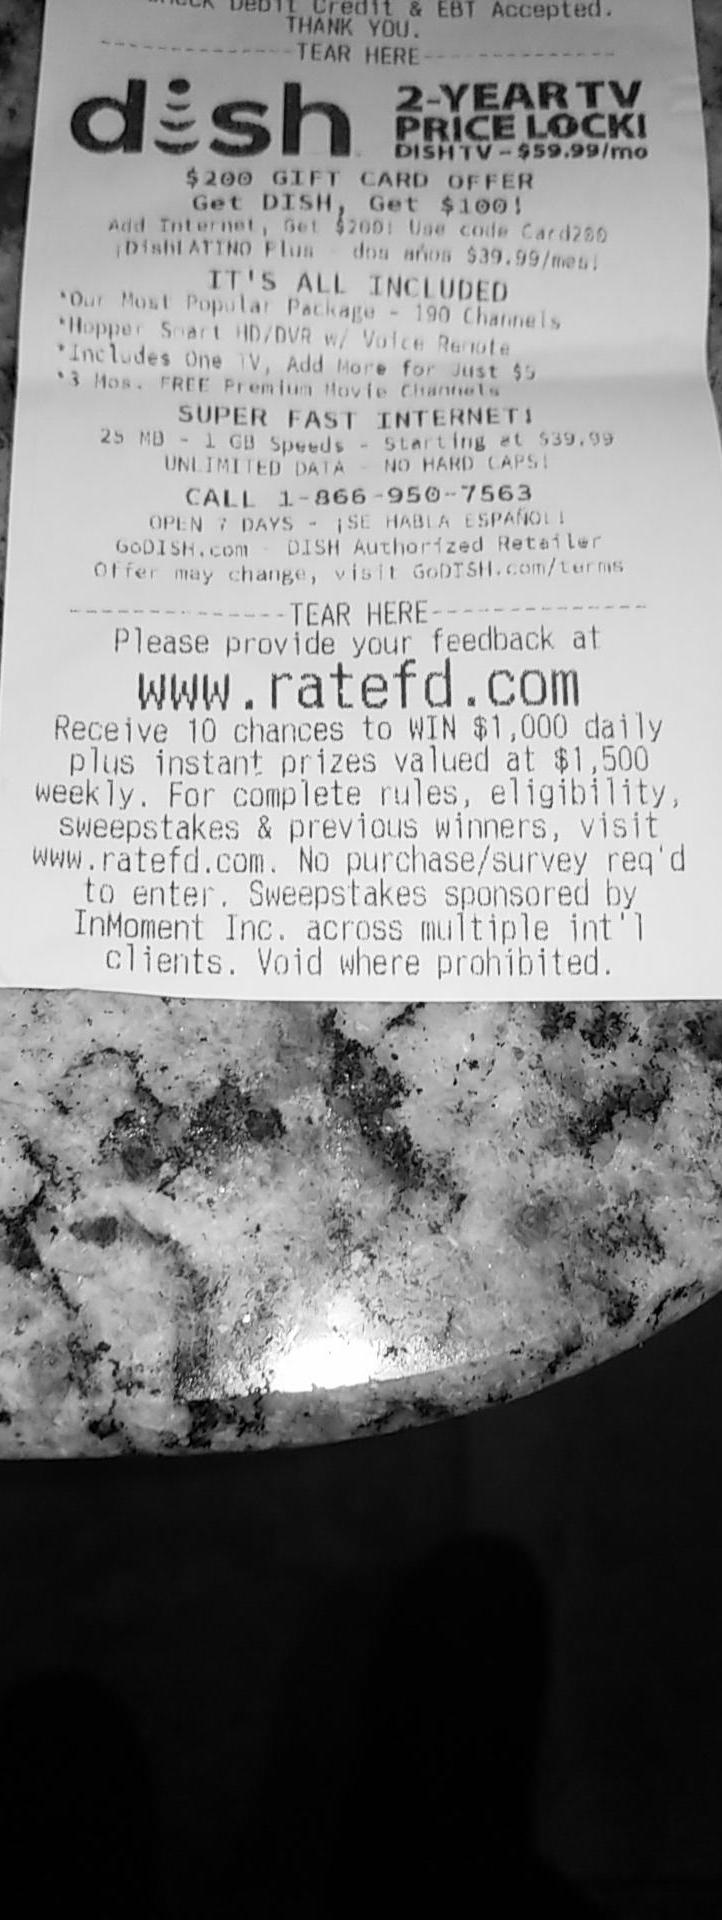 Check Debit Credit & EBT Accepted.
THANK YOU.
---------------TEAR HERE---------------
dish
2-YEAR TV
PRICE LOCK!
DISH TV – $59.99/mo
$200 GIFT CARD OFFER
Get DISH, Get $100!
Add Internet, Get $200! Use code Card200
¡DishLATINO Plus - dos años $39.99/mes!
IT'S ALL INCLUDED
*Our Most Popular Package - 190 Channels
*Hopper Smart HD/DVR w/ Voice Remote
*Includes One TV, Add More for Just $5
*3 Mos. FREE Premium Movie Channels
SUPER FAST INTERNET!
25 MB - 1 GB Speeds - Starting at $39.99
UNLIMITED DATA - NO HARD CAPS!
CALL 1-866-950-7563
OPEN 7 DAYS - ¡SE HABLA ESPAÑOL!
GoDISH.com - DISH Authorized Retailer
Offer may change, visit GoDISH.com/terms
---------------TEAR HERE---------------
Please provide your feedback at
www.ratefd.com
Receive 10 chances to WIN $1,000 daily
plus instant prizes valued at $1,500
weekly. For complete rules, eligibility,
sweepstakes & previous winners, visit
www.ratefd.com. No purchase/survey req'd
to enter. Sweepstakes sponsored by
InMoment Inc. across multiple int'l
clients. Void where prohibited.